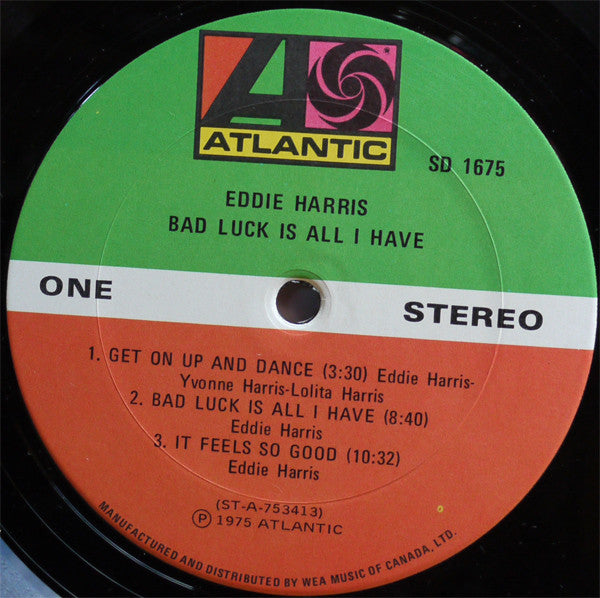 ATLANTIC
SD 1675
EDDIE HARRIS
BAD LUCK IS ALL I HAVE
ONE
STEREO
1. GET ON UP AND DANCE (3:30) Eddie Harris-
Yvonne Harris-Lolita Harris
2. BAD LUCK IS ALL I HAVE (8:40)
Eddie Harris
3. IT FEELS SO GOOD (10:32)
Eddie Harris
(ST-A-753413)
Ⓟ 1975 ATLANTIC
MANUFACTURED AND DISTRIBUTED BY WEA MUSIC OF CANADA, LTD.